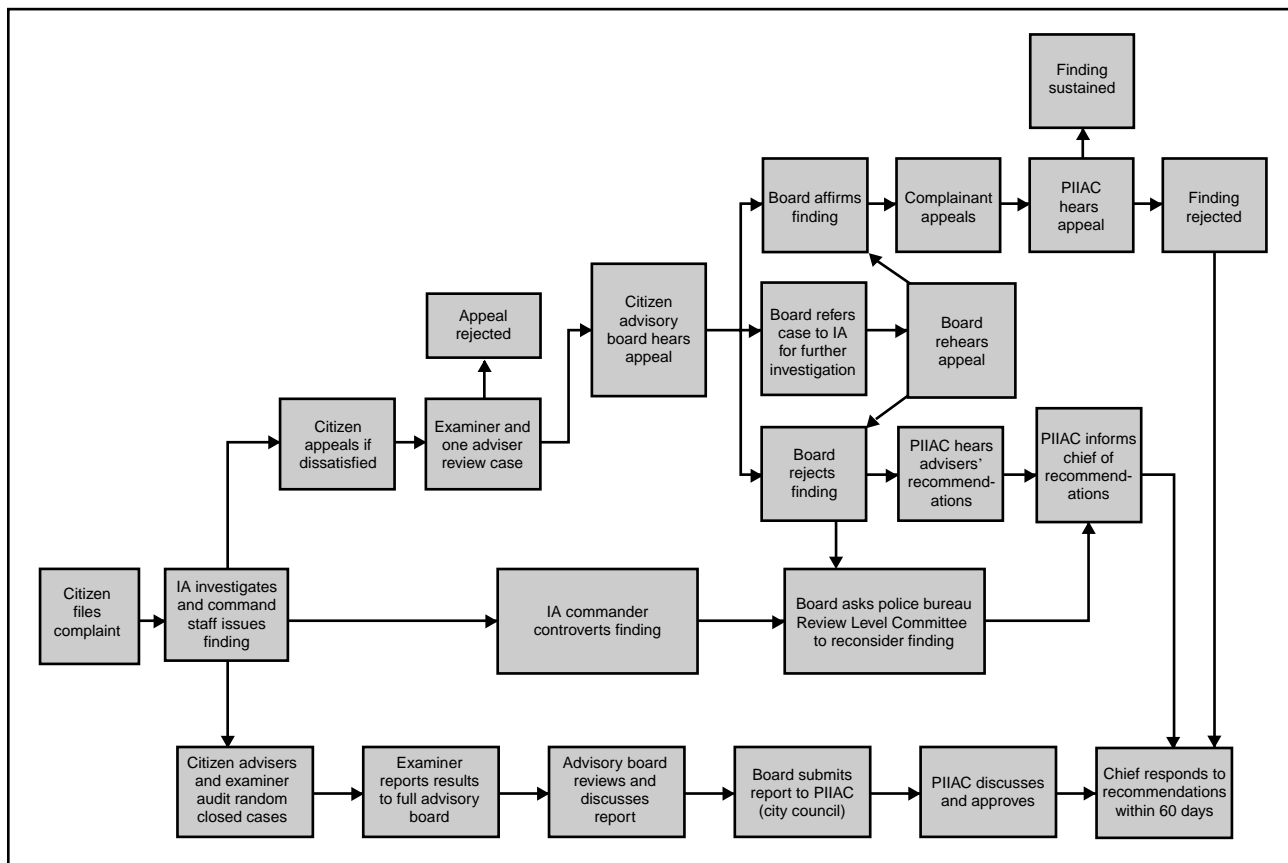 Finding
sustained
Board affirms
finding
Complainant
appeals
PIIAC
hears
appeal
Finding
rejected
Appeal
rejected
Citizen
advisory
board hears
appeal
Board refers
case to IA
for further
investigation
Board
rehears
appeal
Citizen
appeals if
dissatisfied
Examiner and
one adviser
review case
Board
rejects
finding
PIIAC hears
advisers’
recommend-
ations
PIIAC informs
chief of
recommend-
ations
Citizen
files
complaint
IA investigates
and command
staff issues
finding
IA commander
controverts finding
Board asks police bureau
Review Level Committee
to reconsider finding
Citizen advisers
and examiner
audit random
closed cases
Examiner
reports results
to full advisory
board
Advisory board
reviews and
discusses
report
Board submits
report to PIIAC
(city council)
PIIAC discusses
and approves
Chief responds to
recommendations
within 60 days